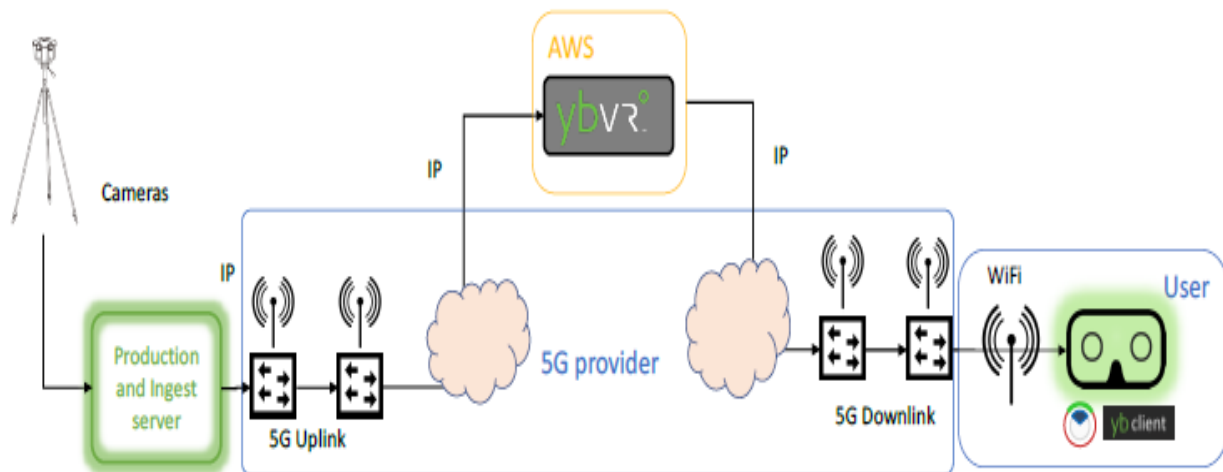 AWS
ybVR
IP
IP
Cameras
IP
WiFi
User
Production
and Ingest
server
5G provider
5G Uplink
5G Downlink
yb client